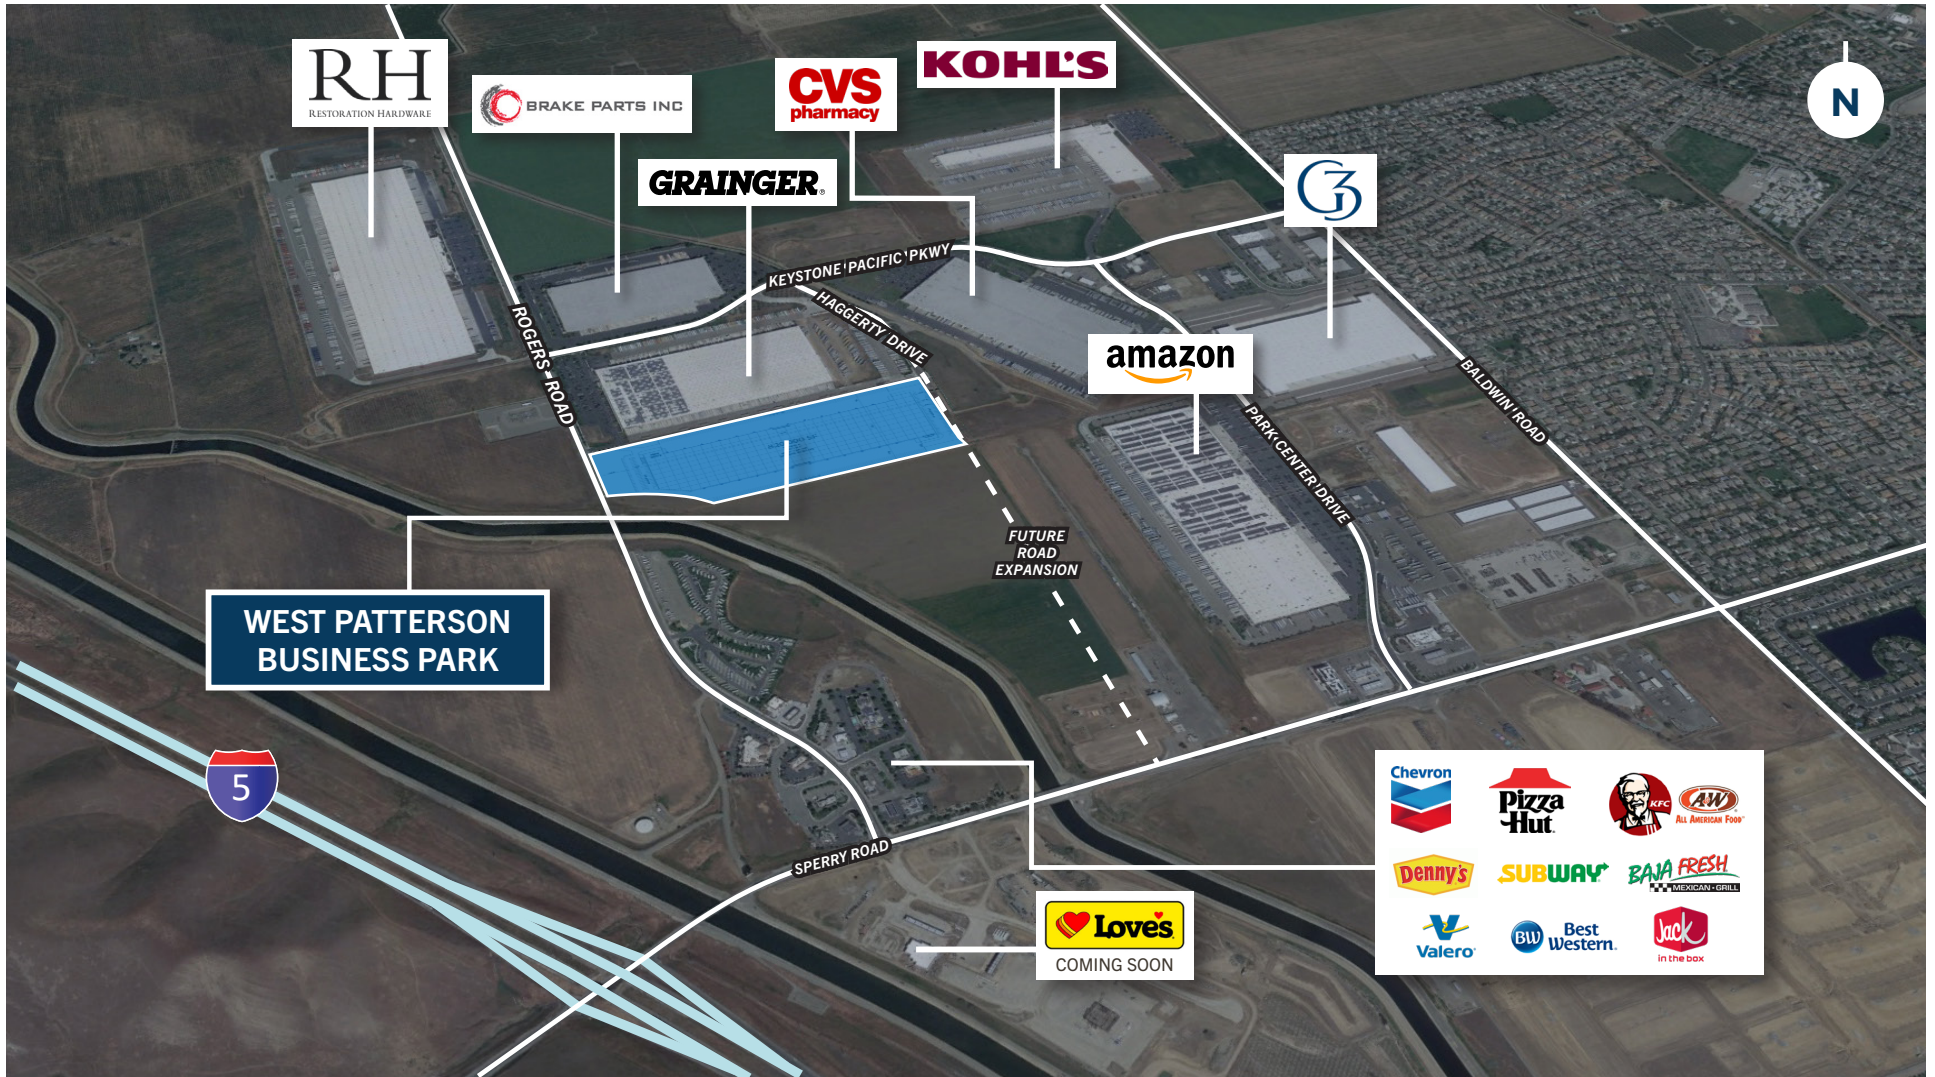 RH
RESTORATION HARDWARE
BRAKE PARTS INC
GRAINGER
CVS
pharmacy
KOHL'S
N
G3
KEYSTONE PACIFIC PKWY
HAGGERTY DRIVE
ROGERS ROAD
amazon
BALDWIN ROAD
PARK CENTER DRIVE
FUTURE
ROAD
EXPANSION
WEST PATTERSON
BUSINESS PARK
5
SPERRY ROAD
Chevron
Pizza
Hut
KFC
A&W
ALL AMERICAN FOOD
Denny's
SUBWAY
BAJA FRESH
MEXICAN • GRILL
Valero
BW
Best
Western
Jack
in the box
Love's
COMING SOON